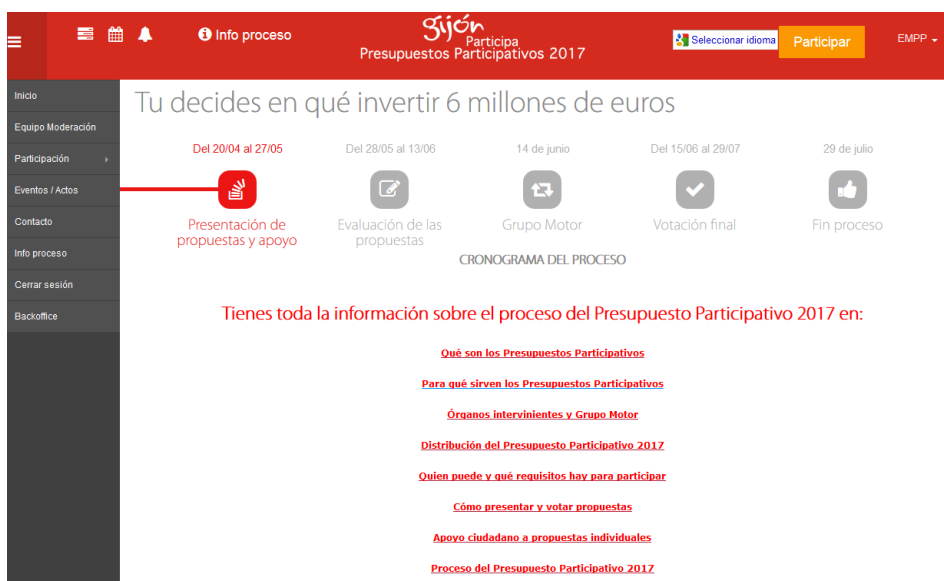 Info proceso
Gijón
Participa
Presupuestos Participativos 2017
Seleccionar idioma
Participar
EMPP
Inicio
Equipo Moderación
Participación
Eventos / Actos
Contacto
Info proceso
Cerrar sesión
Backoffice
Tu decides en qué invertir 6 millones de euros
Del 20/04 al 27/05
Del 28/05 al 13/06
14 de junio
Del 15/06 al 29/07
29 de julio
Presentación de
propuestas y apoyo
Evaluación de las
propuestas
Grupo Motor
Votación final
Fin proceso
CRONOGRAMA DEL PROCESO
Tienes toda la información sobre el proceso del Presupuesto Participativo 2017 en:
Qué son los Presupuestos Participativos
Para qué sirven los Presupuestos Participativos
Órganos intervinientes y Grupo Motor
Distribución del Presupuesto Participativo 2017
Quien puede y qué requisitos hay para participar
Cómo presentar y votar propuestas
Apoyo ciudadano a propuestas individuales
Proceso del Presupuesto Participativo 2017